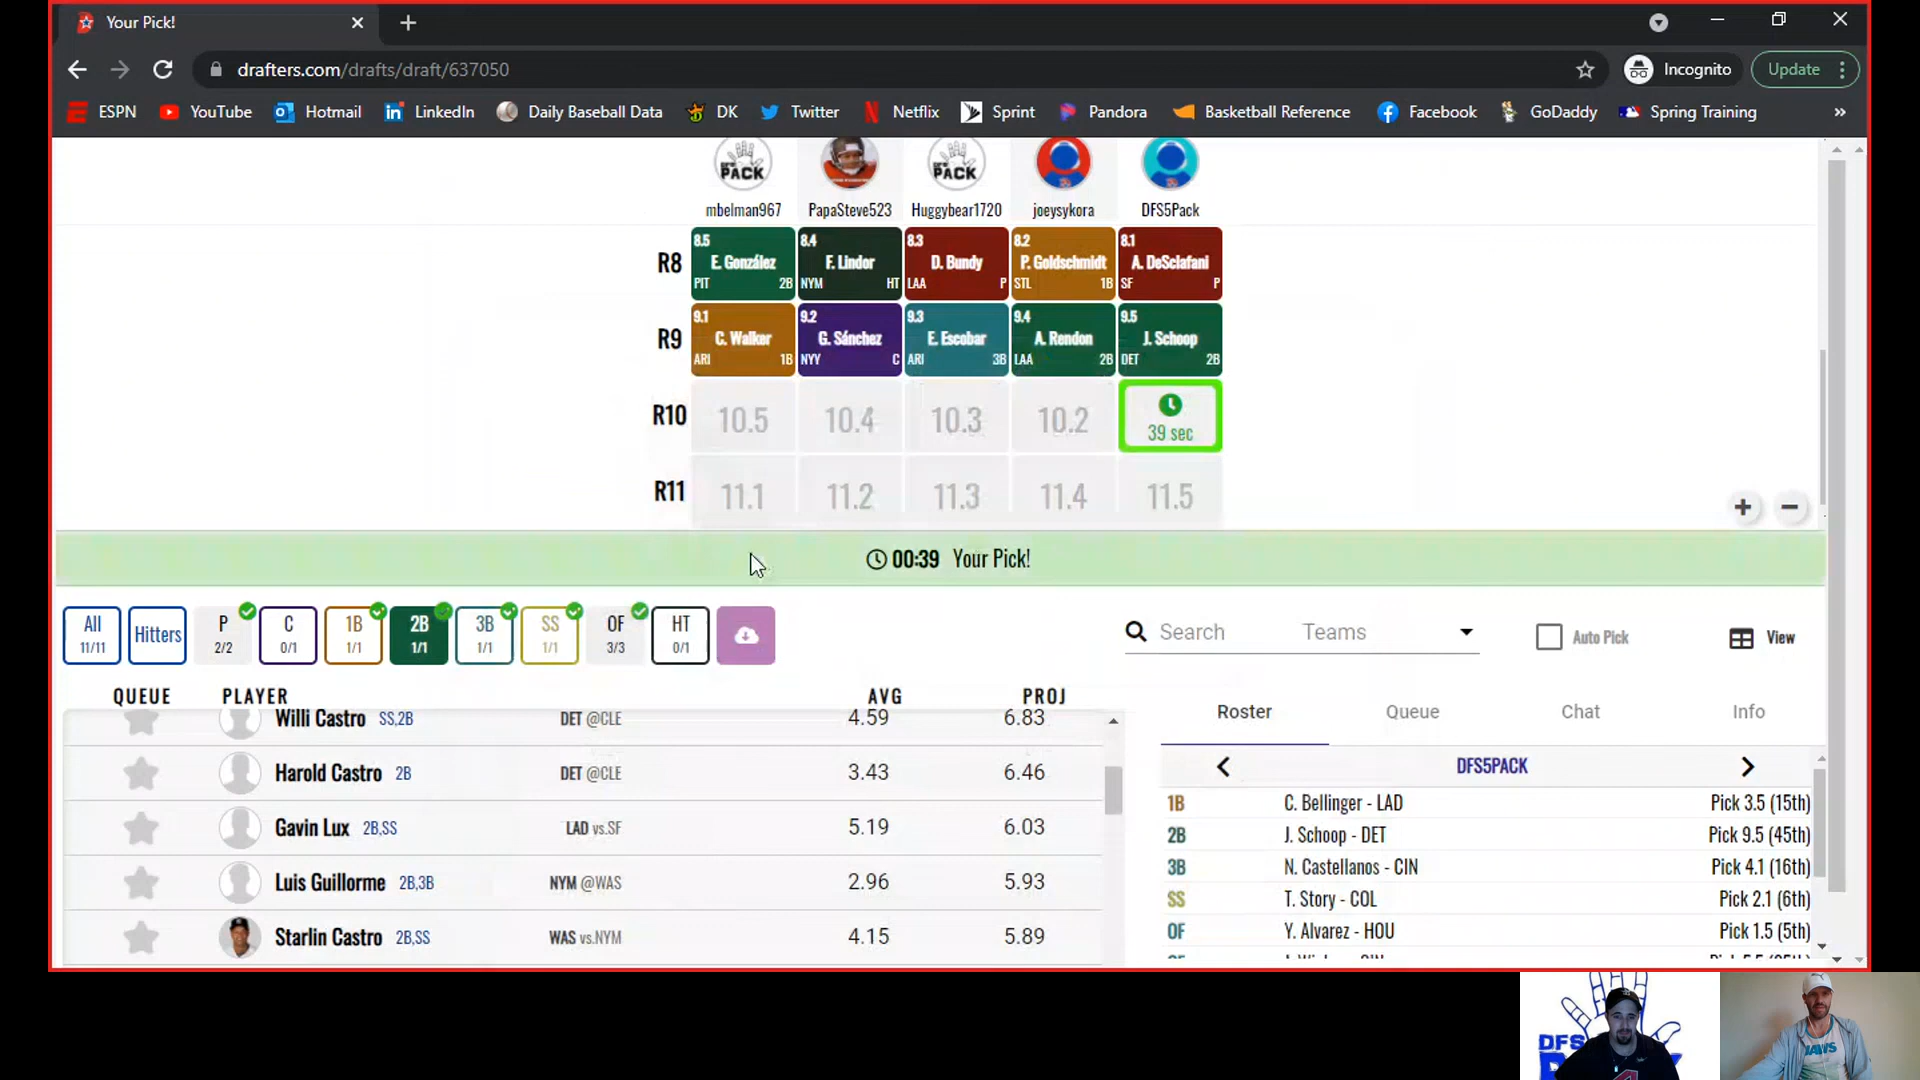 Your Pick!
drafters.com/drafts/draft/637050
Incognito
Update
ESPN
YouTube
Hotmail
LinkedIn
Daily Baseball Data
DK
Twitter
Netflix
Sprint
Pandora
Basketball Reference
Facebook
GoDaddy
Spring Training
»
DFS PACK
DFS PACK
mbelman967
PapaSteve523
Huggybear1720
joeysykora
DFS5Pack
R8
8.5 E. González PIT 2B
8.4 F. Lindor NYM HT
8.3 D. Bundy LAA P
8.2 P. Goldschmidt STL 1B
8.1 A. DeSclafani SF P
R9
9.1 C. Walker ARI 1B
9.2 G. Sánchez NYY C
9.3 E. Escobar ARI 3B
9.4 A. Rendon LAA 2B
9.5 J. Schoop DET 2B
R10
10.5
10.4
10.3
10.2
39 sec
R11
11.1
11.2
11.3
11.4
11.5
00:39 Your Pick!
All 11/11
Hitters
P 2/2
C 0/1
1B 1/1
2B 1/1
3B 1/1
SS 1/1
OF 3/3
HT 0/1
Search
Teams
Auto Pick
View
QUEUE PLAYER AVG PROJ
Willi Castro SS,2B DET @CLE 4.59 6.83
Harold Castro 2B DET @CLE 3.43 6.46
Gavin Lux 2B,SS LAD vs.SF 5.19 6.03
Luis Guillorme 2B,3B NYM @WAS 2.96 5.93
Starlin Castro 2B,SS WAS vs.NYM 4.15 5.89
Roster
Queue
Chat
Info
DFS5PACK
1B C. Bellinger - LAD Pick 3.5 (15th)
2B J. Schoop - DET Pick 9.5 (45th)
3B N. Castellanos - CIN Pick 4.1 (16th)
SS T. Story - COL Pick 2.1 (6th)
OF Y. Alvarez - HOU Pick 1.5 (5th)
DFS
JAWS